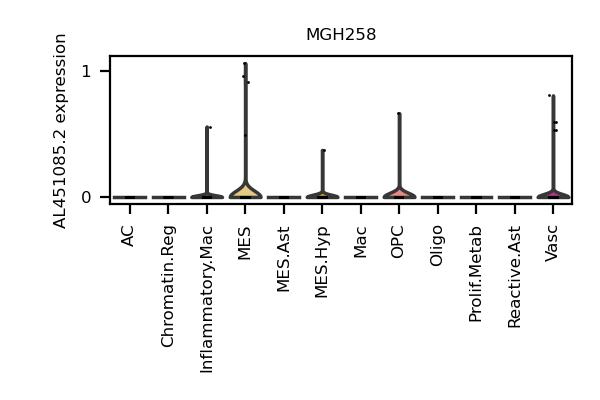 MGH258
AL451085.2 expression
1
0
AC
Chromatin.Reg
Inflammatory.Mac
MES
MES.Ast
MES.Hyp
Mac
OPC
Oligo
Prolif.Metab
Reactive.Ast
Vasc